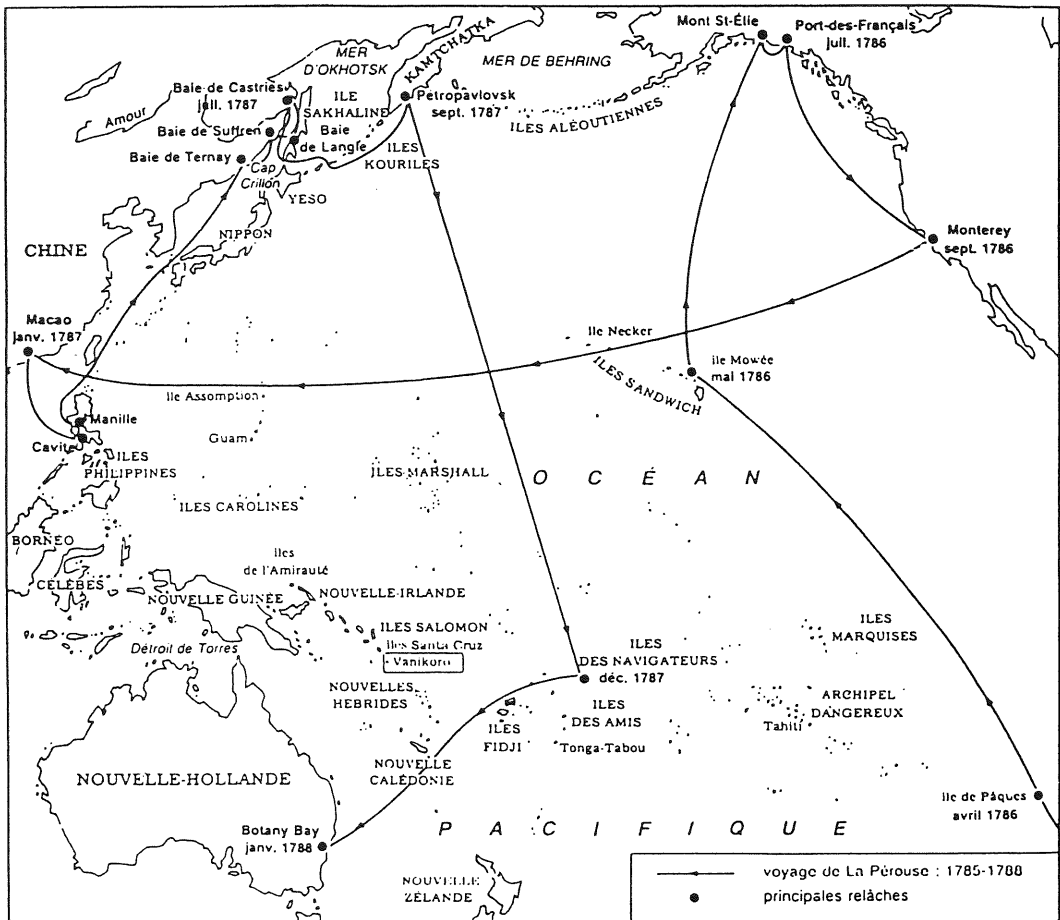 Mont St-Élie
Port-des-Français
juil. 1786
MER
D'OKHOTSK
KAMTCHATKA
MER DE BEHRING
Baie de Castries
juil. 1787
ILE
SAKHALINE
Pétropavlovsk
sept. 1787
ILES ALÉOUTIENNES
Amour
Baie de Suffren
Baie
de Langle
ILES
KOURILES
Baie de Ternay
Cap
Crillon
YESO
NIPPON
CHINE
Monterey
sept. 1786
Macao
janv. 1787
Ile Necker
île Mowée
mai 1786
ILES SANDWICH
Ile Assomption
Guam
Manille
Cavite
ILES
PHILIPPINES
ILES MARSHALL
OCÉAN
ILES CAROLINES
BORNÉO
CÉLÈBES
Iles
de l'Amirauté
NOUVELLE GUINÉE
NOUVELLE-IRLANDE
ILES SALOMON
Iles Santa Cruz
Vanikoro
Détroit de Torres
ILES
MARQUISES
ILES
DES NAVIGATEURS
déc. 1787
NOUVELLES
HEBRIDES
ILES
DES AMIS
ILES
FIDJI
Tonga-Tabou
ARCHIPEL
DANGEREUX
Tahiti
NOUVELLE
CALÉDONIE
NOUVELLE-HOLLANDE
île de Pâques
avril 1786
Botany Bay
janv. 1788
PACIFIQUE
NOUVELLE
ZÉLANDE
voyage de La Pérouse : 1785-1788
principales relâches